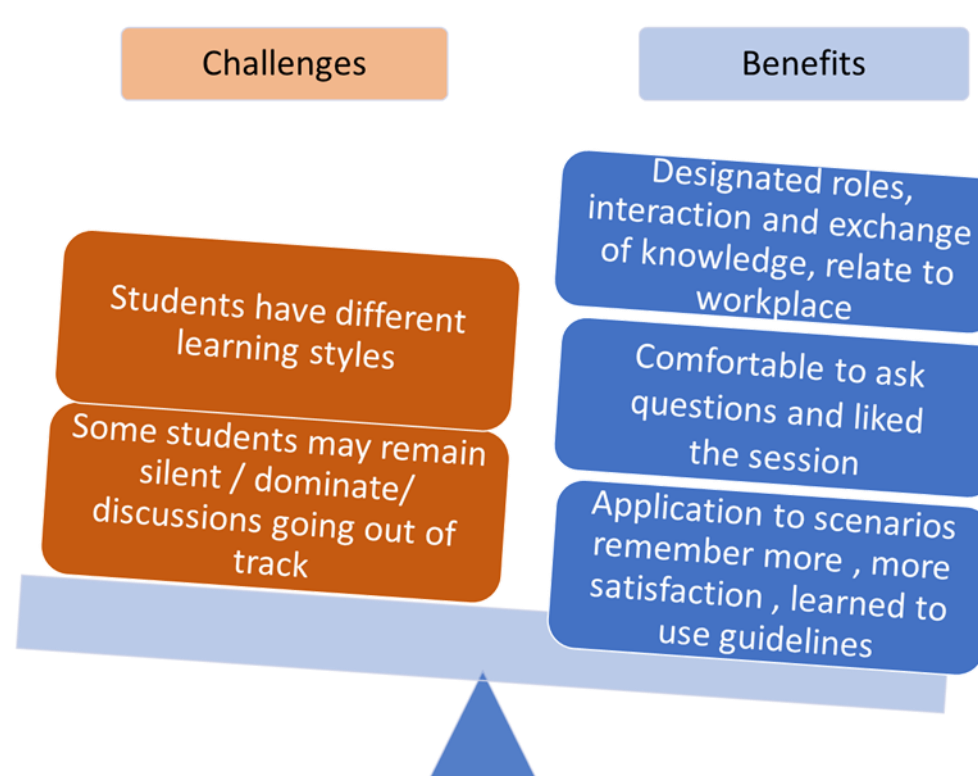 Challenges
Benefits
Students have different
learning styles
Some students may remain
silent / dominate/
discussions going out of
track
Designated roles,
interaction and exchange
of knowledge, relate to
workplace
Comfortable to ask
questions and liked
the session
Application to scenarios
remember more , more
satisfaction , learned to
use guidelines